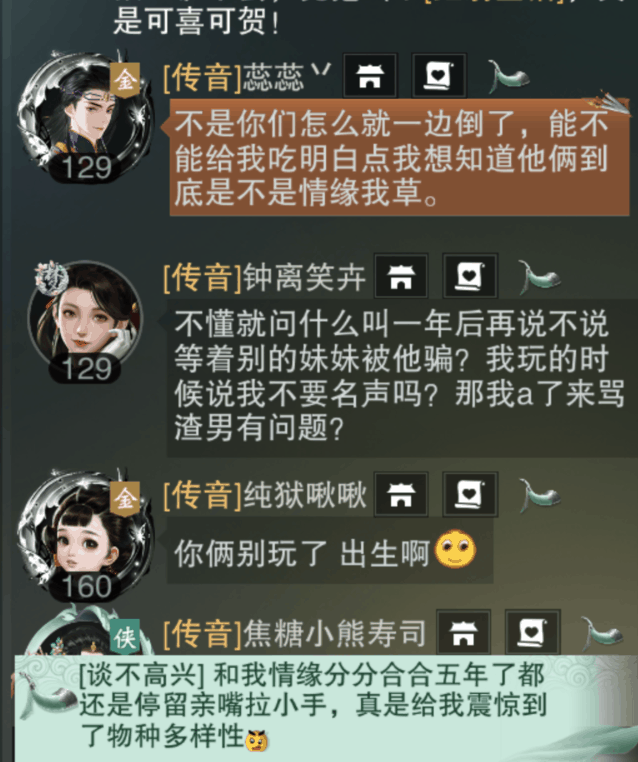 是可喜可贺！
金
[传音]蕊蕊丫
129
不是你们怎么就一边倒了，能不
能给我吃明白点我想知道他俩到
底是不是情缘我草。
[传音]钟离笑卉
129
不懂就问什么叫一年后再说不说
等着别的妹妹被他骗？我玩的时
候说我不要名声吗？那我a了来骂
渣男有问题？
金
[传音]纯狱啾啾
160
你俩别玩了 出生啊
侠
[传音]焦糖小熊寿司
[谈不高兴] 和我情缘分分合合五年了都
还是停留亲嘴拉小手，真是给我震惊到
了物种多样性